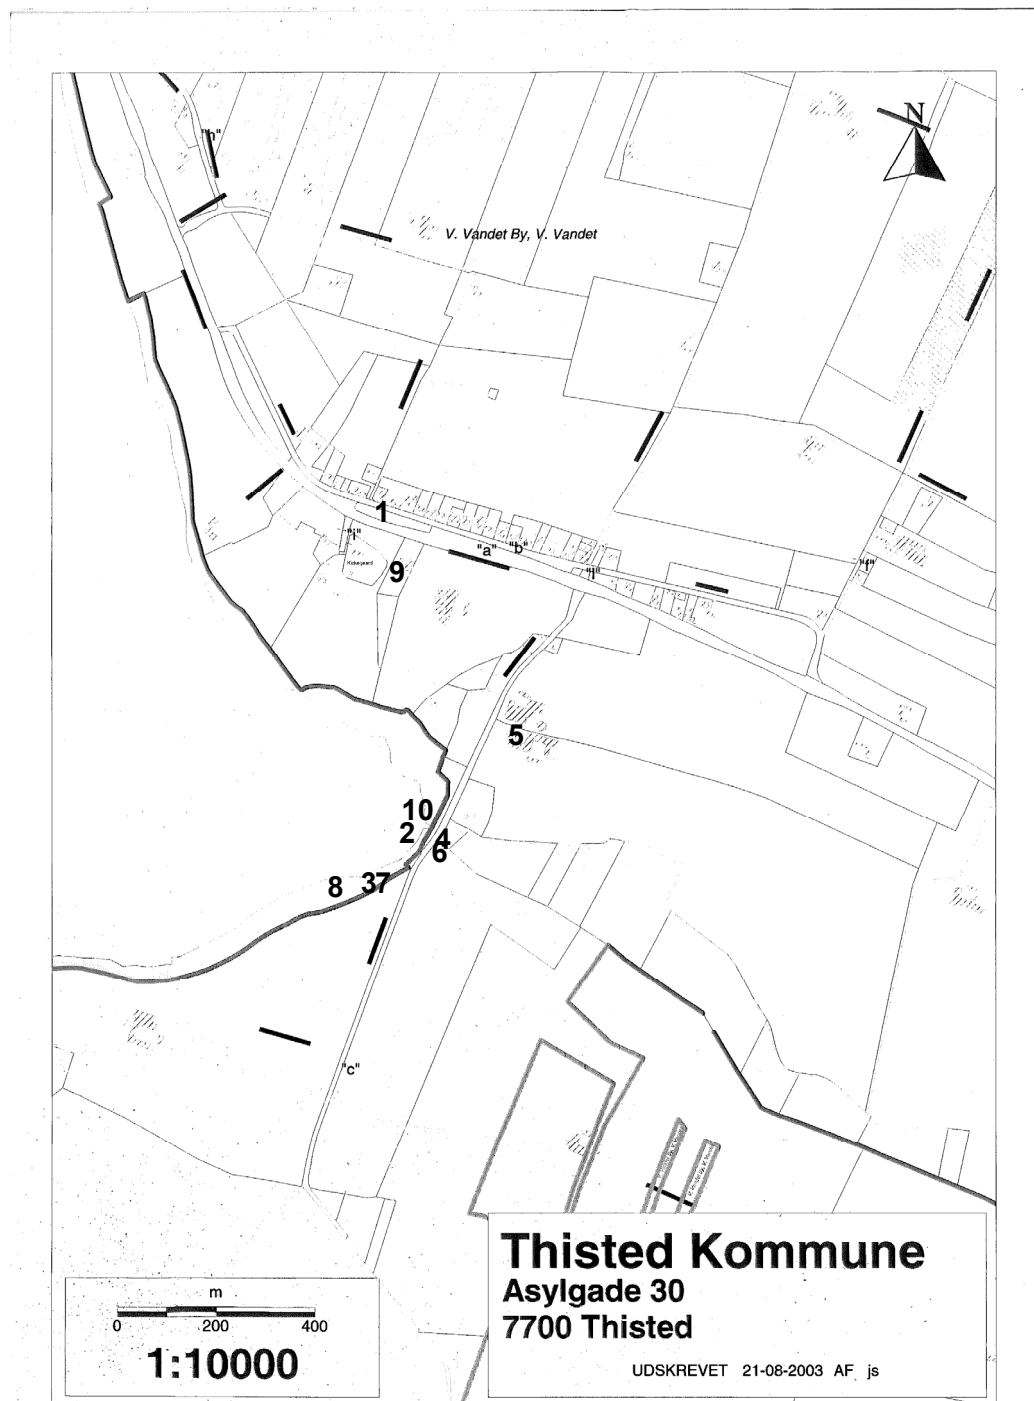 N
"h"
V. Vandet By, V. Vandet
1
"i"
"a" "b"
Kirkegaard
9
"l"
"f"
5
10
2
4
6
37
8
"c"
Thisted Kommune
Asylgade 30
7700 Thisted
UDSKREVET 21-08-2003 AF js
m
0 200 400
1:10000